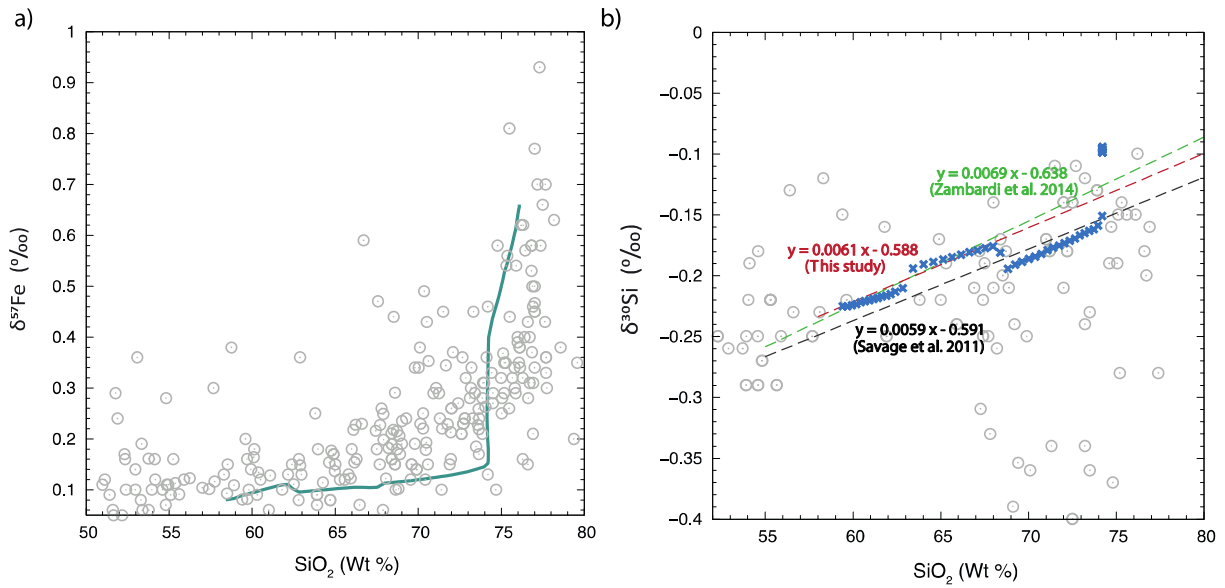 a)
1
0.9
0.8
0.7
0.6
0.5
0.4
0.3
0.2
0.1
50 55 60 65 70 75 80
δ⁵⁷Fe (‰)
SiO₂ (Wt %)
b)
0
−0.05
−0.1
−0.15
−0.2
−0.25
−0.3
−0.35
−0.4
55 60 65 70 75 80
δ³⁰Si (‰)
SiO₂ (Wt %)
y = 0.0069 x - 0.638
(Zambardi et al. 2014)
y = 0.0061 x - 0.588
(This study)
y = 0.0059 x -0.591
(Savage et al. 2011)